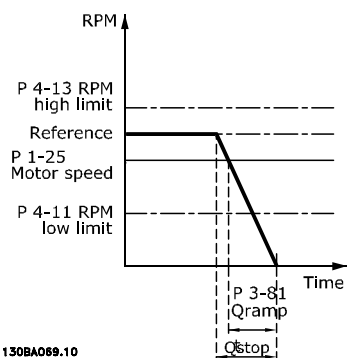 RPM
P 4-13 RPM
high limit
Reference
P 1-25
Motor speed
P 4-11 RPM
low limit
Time
P 3-81
Qramp
Qstop
130BA069.10